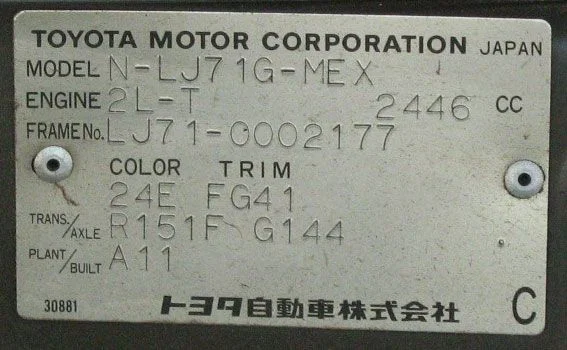 TOYOTA MOTOR CORPORATION JAPAN
MODEL N-LJ71G-MEX
ENGINE 2L-T 2446 CC
FRAME No. LJ71-0002177
COLOR TRIM
24E FG41
TRANS./AXLE R151F G144
PLANT/BUILT A11
30881 トヨタ自動車株式会社 C